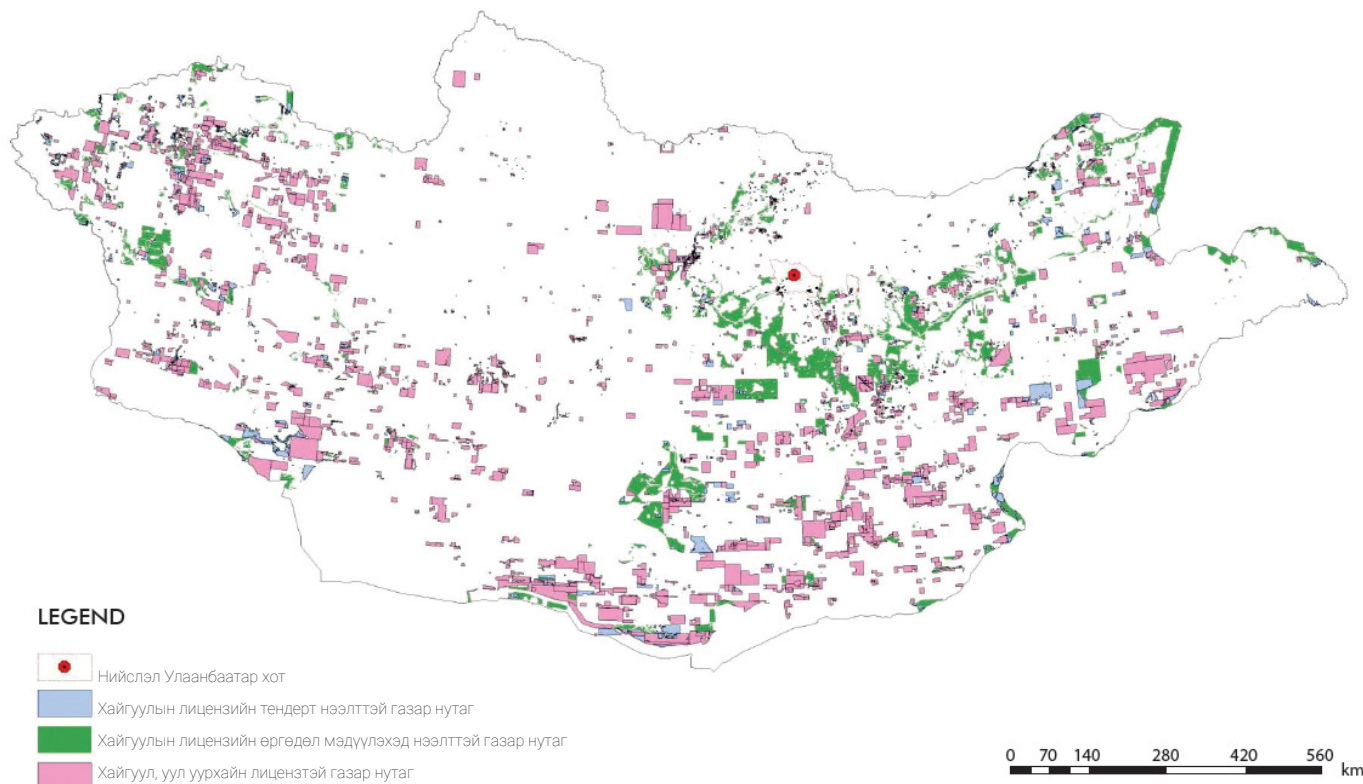 LEGEND
Нийслэл Улаанбаатар хот
Хайгуулын лицензийн тендерт нээлттэй газар нутаг
Хайгуулын лицензийн өргөдөл мэдүүлэхэд нээлттэй газар нутаг
Хайгуул, уул уурхайн лицензтэй газар нутаг
0 70 140 280 420 560 km